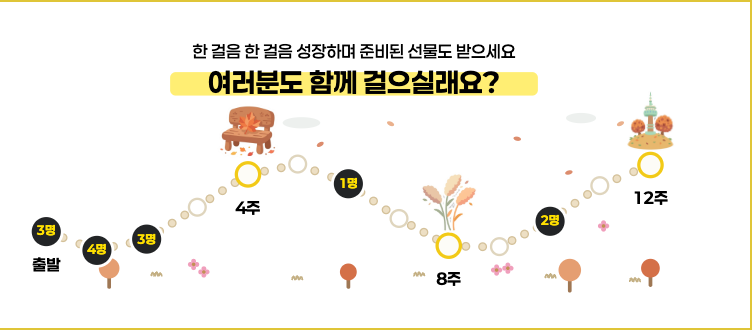 한 걸음 한 걸음 성장하며 준비된 선물도 받으세요
여러분도 함께 걸으실래요?
3명
출발
4명
3명
4주
1명
8주
2명
12주